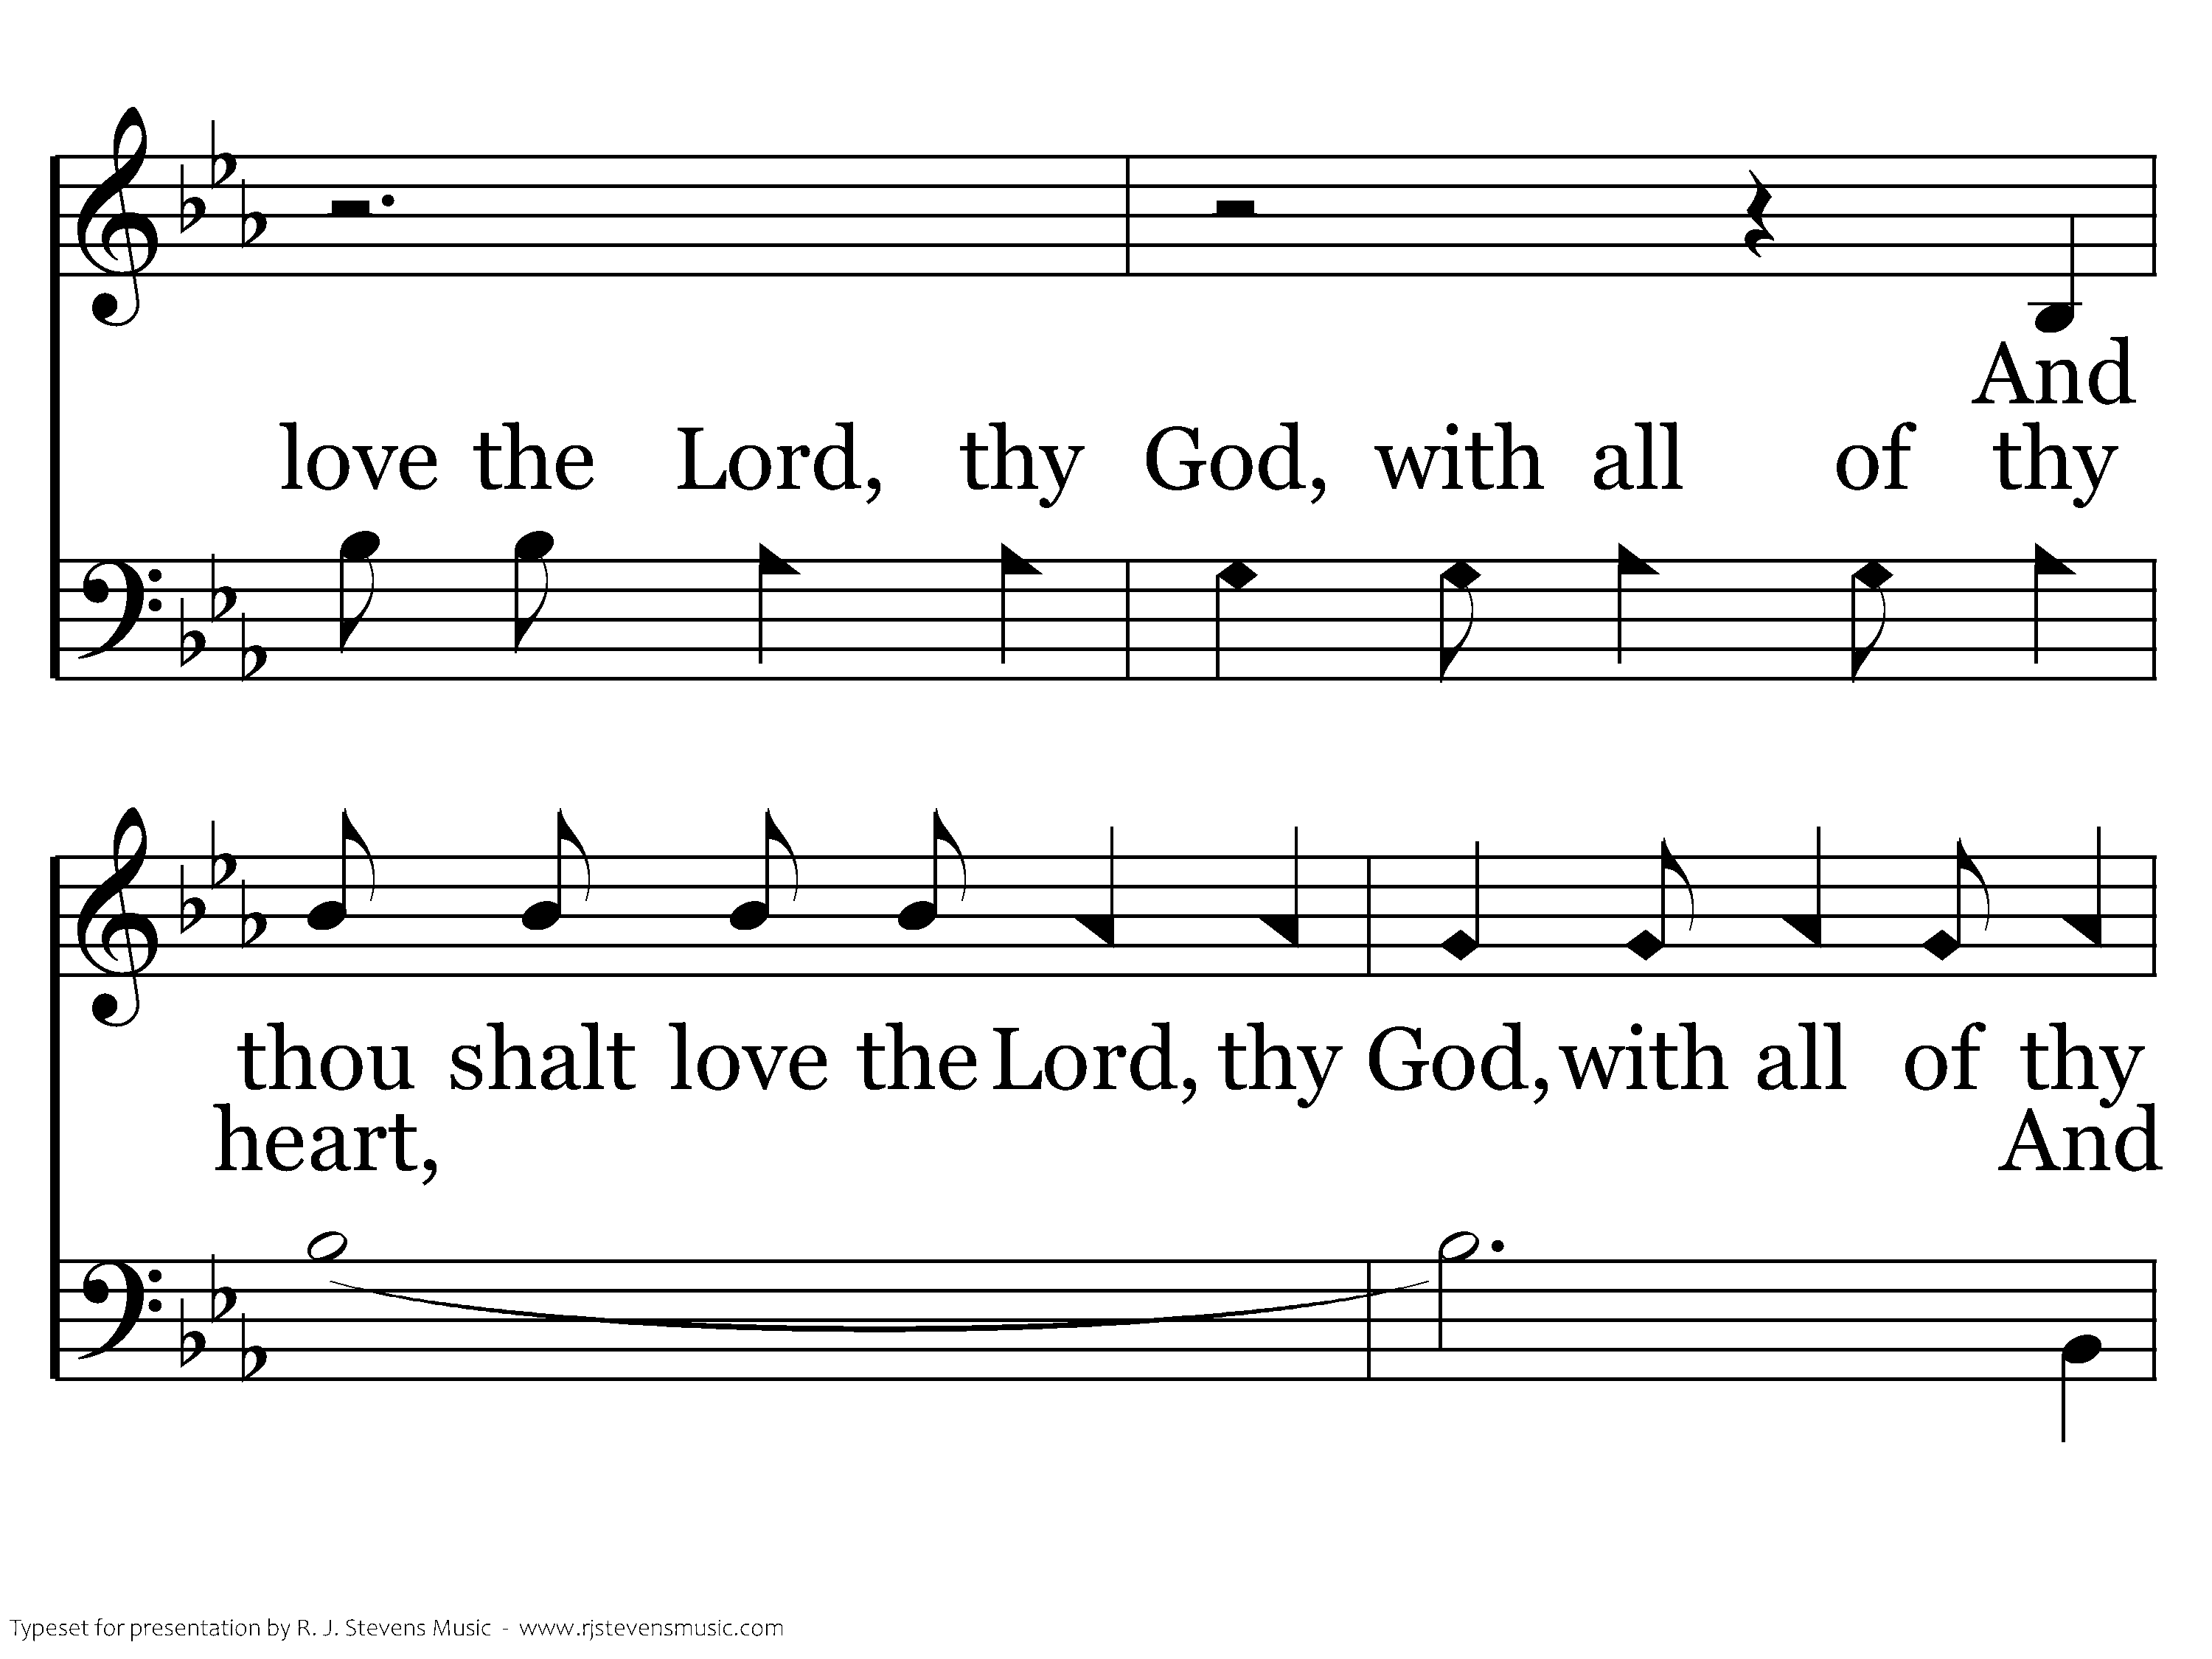 And
love the Lord, thy God, with all of thy
thou shalt love the Lord, thy God, with all of thy
heart, And
Typeset for presentation by R. J. Stevens Music - www.rjstevensmusic.com